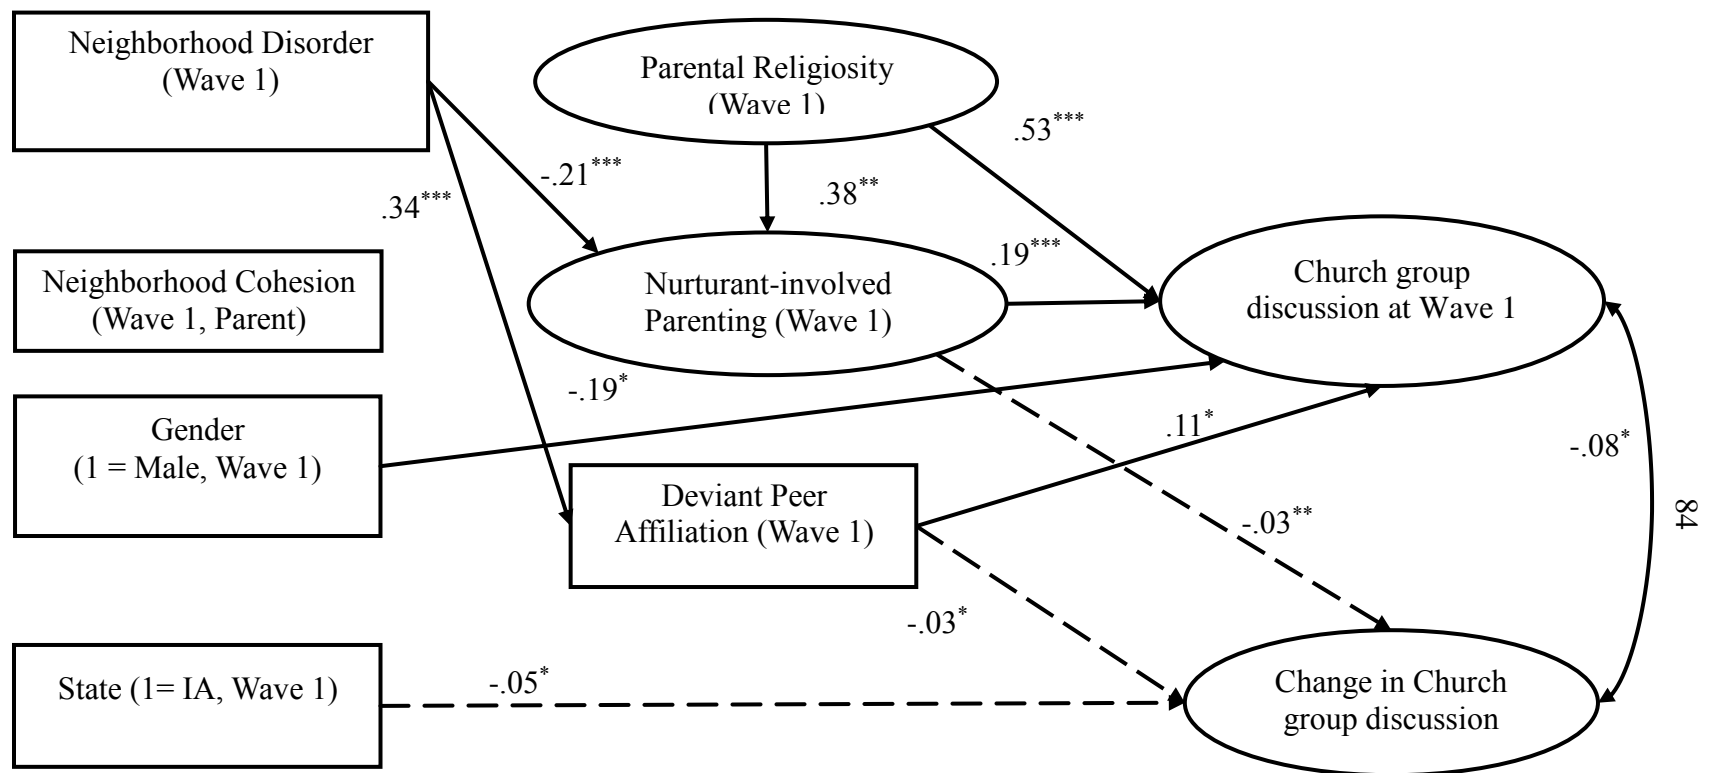 Neighborhood Disorder
(Wave 1)
Parental Religiosity
(Wave 1)
.53***
-.21***
.34***
.38**
.19***
Neighborhood Cohesion
(Wave 1, Parent)
Nurturant-involved
Parenting (Wave 1)
Church group
discussion at Wave 1
-.19*
Gender
(1 = Male, Wave 1)
.11*
-.08*
Deviant Peer
Affiliation (Wave 1)
-.03**
84
-.03*
State (1= IA, Wave 1)
-.05*
Change in Church
group discussion